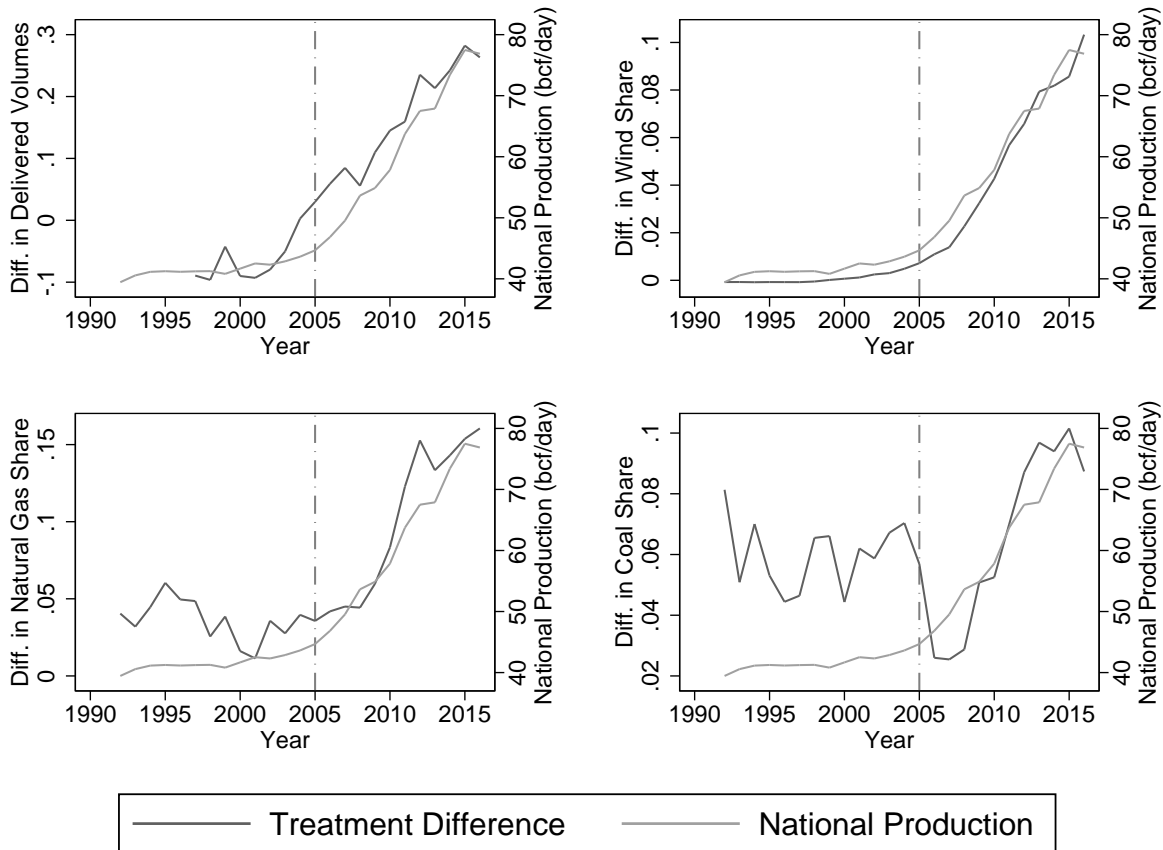 Diff. in Delivered Volumes
-.1 0 .1 .2 .3
40 50 60 70 80
National Production (bcf/day)
1990 1995 2000 2005 2010 2015
Year
Diff. in Wind Share
0 .02 .04 .06 .08 .1
40 50 60 70 80
National Production (bcf/day)
1990 1995 2000 2005 2010 2015
Year
Diff. in Natural Gas Share
0 .05 .1 .15
40 50 60 70 80
National Production (bcf/day)
1990 1995 2000 2005 2010 2015
Year
Diff. in Coal Share
.02 .04 .06 .08 .1
40 50 60 70 80
National Production (bcf/day)
1990 1995 2000 2005 2010 2015
Year
Treatment Difference
National Production